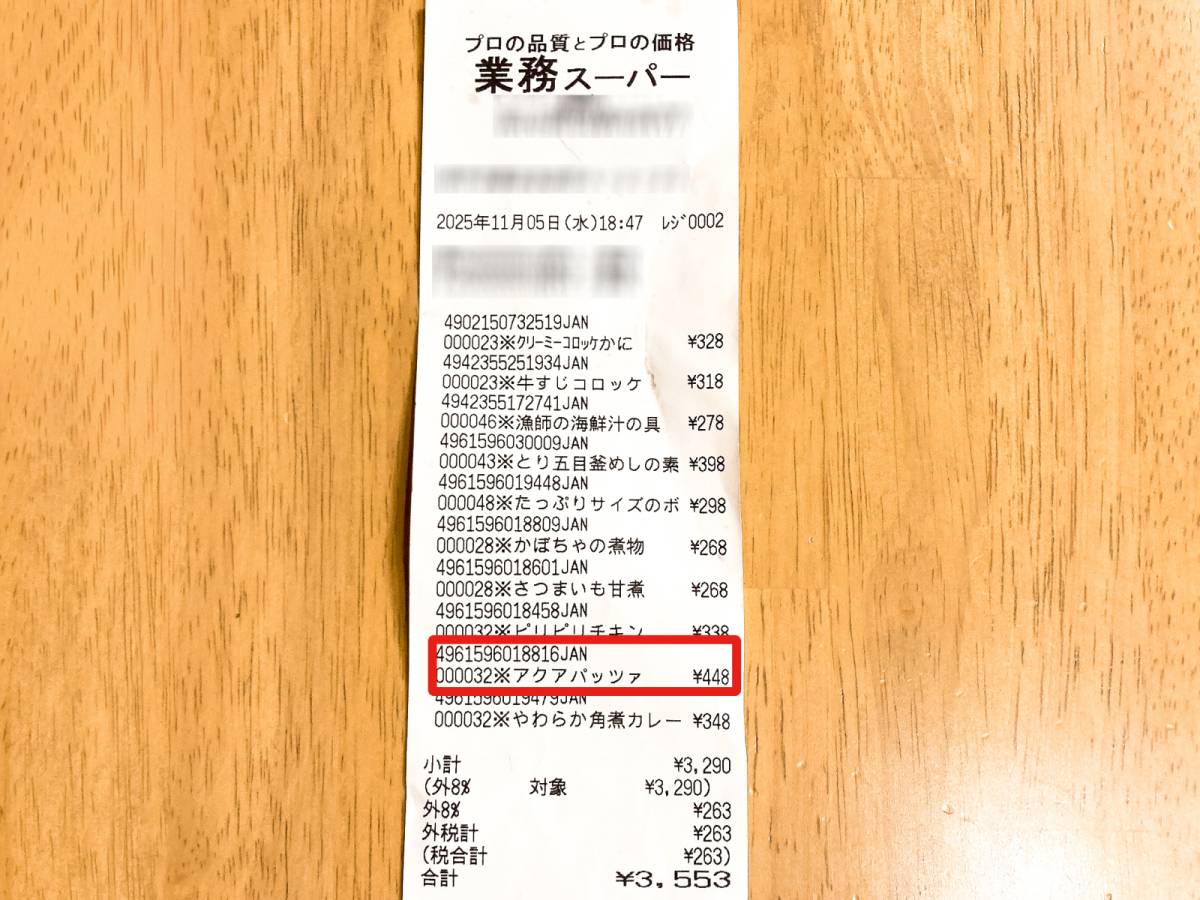 プロの品質とプロの価格
業務スーパー
2025年11月05日(水)18:47 ﾚｼﾞ0002
4902150732519JAN
000023※ｸﾘｰﾐｰｺﾛｯｹかに ¥328
4942355251934JAN
000023※牛すじコロッケ ¥318
4942355172741JAN
000046※漁師の海鮮汁の具 ¥278
4961596030009JAN
000043※とり五目釜めしの素 ¥398
4961596019448JAN
000048※たっぷりサイズのボ ¥298
4961596018809JAN
000028※かぼちゃの煮物 ¥268
4961596018601JAN
000028※さつまいも甘煮 ¥268
4961596018458JAN
000032※ピリピリチキン ¥338
4961596018816JAN
000032※アクアパッツァ ¥448
4961596019479JAN
000032※やわらか角煮カレー ¥348
小計 ¥3,290
(外8% 対象 ¥3,290)
外8% ¥263
外税計 ¥263
(税合計 ¥263)
合計 ¥3,553